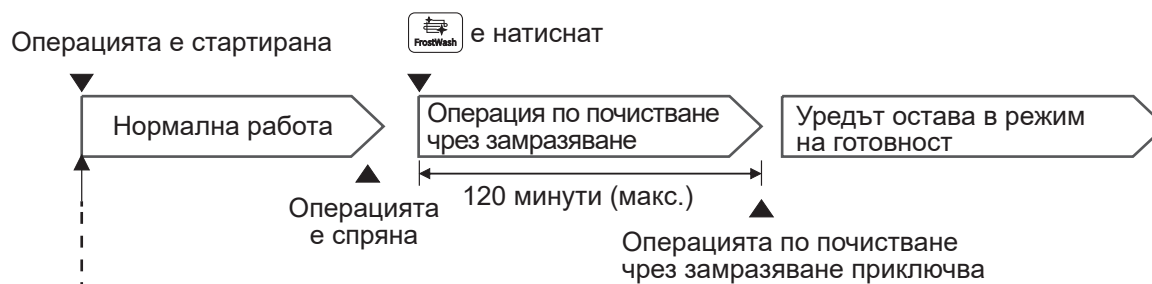 Операцията е стартирана
FrostWash
е натиснат
Нормална работа
Операция по почистване
чрез замразяване
Уредът остава в режим
на готовност
120 минути (макс.)
Операцията
е спряна
Операцията по почистване
чрез замразяване приключва